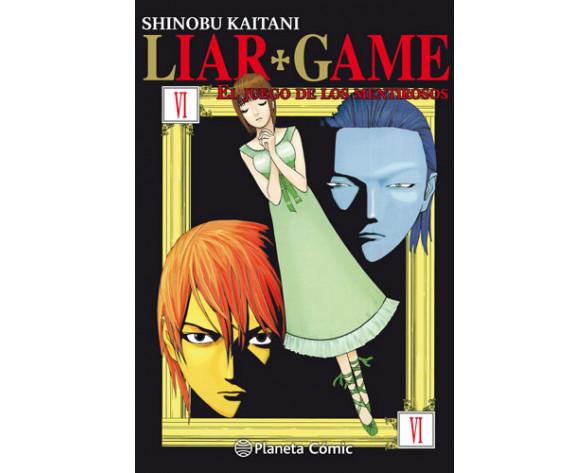 SHINOBU KAITANI
LIAR GAME
EL JUEGO DE LOS MENTIROSOS
VI
VI
Planeta Cómic